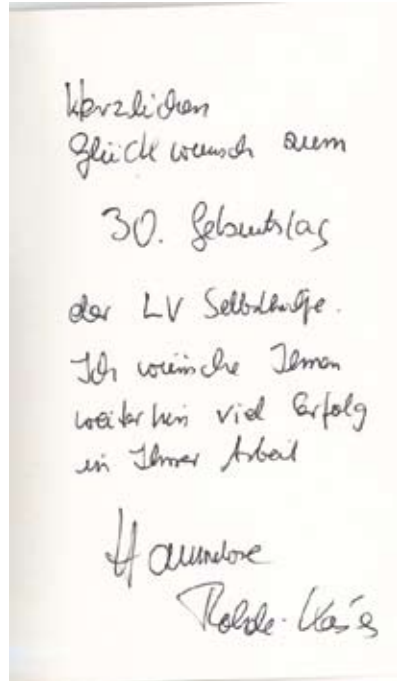 Herzlichen
Glückwunsch zum
30. Geburtstag
der LV Selbsthilfe.
Ich wünsche Ihnen
weiterhin viel Erfolg
in Ihrer Arbeit
Hannelore